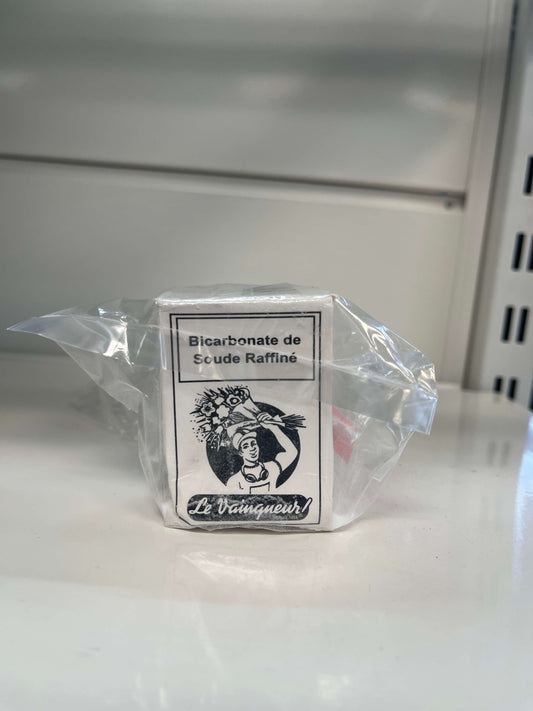 Bicarbonate de
Soude Raffiné
Le Vainqueur!